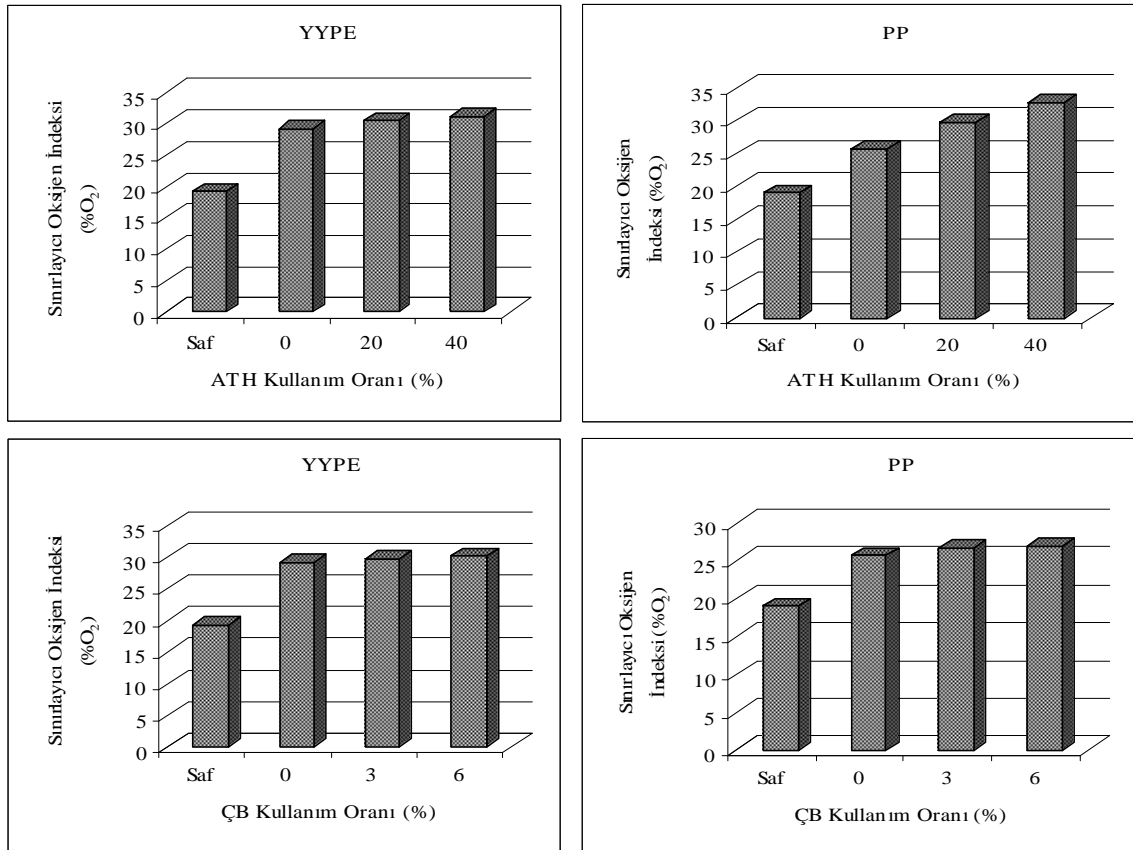 YYPE
Sınırlayıcı Oksijen İndeksi
(%O2)
35
30
25
20
15
10
5
0
Saf 0 20 40
ATH Kullanım Oranı (%)
PP
Sınırlayıcı Oksijen
İndeksi (%O2)
35
30
25
20
15
10
5
0
Saf 0 20 40
ATH Kullanım Oranı (%)
YYPE
Sınırlayıcı Oksijen İndeksi
(%O2)
35
30
25
20
15
10
5
0
Saf 0 3 6
ÇB Kullanım Oranı (%)
PP
Sınırlayıcı Oksijen
İndeksi (%O2)
30
25
20
15
10
5
0
Saf 0 3 6
ÇB Kullanım Oranı (%)